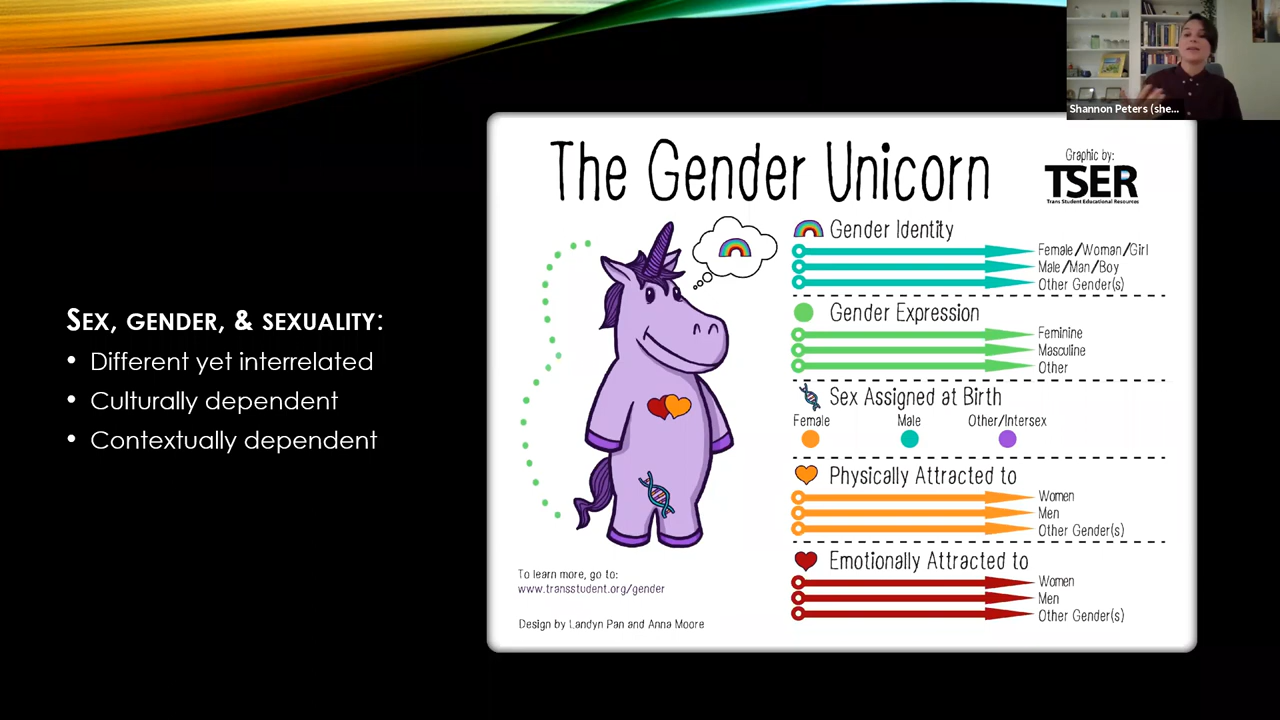 Shannon Peters (she...
SEX, GENDER, & SEXUALITY:
• Different yet interrelated
• Culturally dependent
• Contextually dependent
The Gender Unicorn
Graphic by:
TSER
Trans Student Educational Resources
Gender Identity
Female/Woman/Girl
Male/Man/Boy
Other Gender(s)
Gender Expression
Feminine
Masculine
Other
Sex Assigned at Birth
Female Male Other/Intersex
Physically Attracted to
Women
Men
Other Gender(s)
Emotionally Attracted to
Women
Men
Other Gender(s)
To learn more, go to:
www.transstudent.org/gender
Design by Landyn Pan and Anna Moore